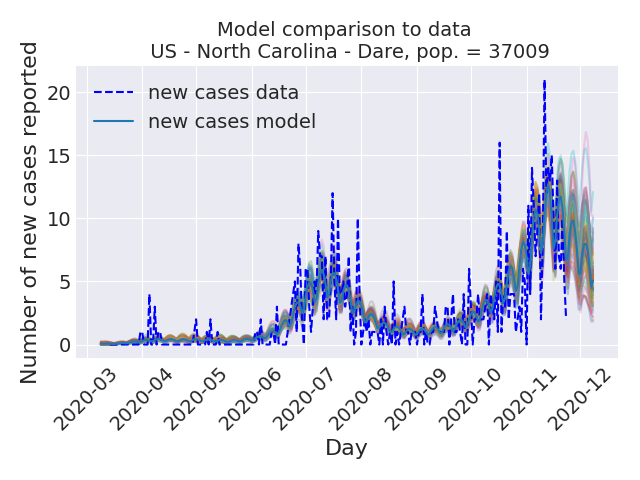 Model comparison to data
US - North Carolina - Dare, pop. = 37009
Number of new cases reported
new cases data
new cases model
20
15
10
5
0
2020-03
2020-04
2020-05
2020-06
2020-07
2020-08
2020-09
2020-10
2020-11
2020-12
Day